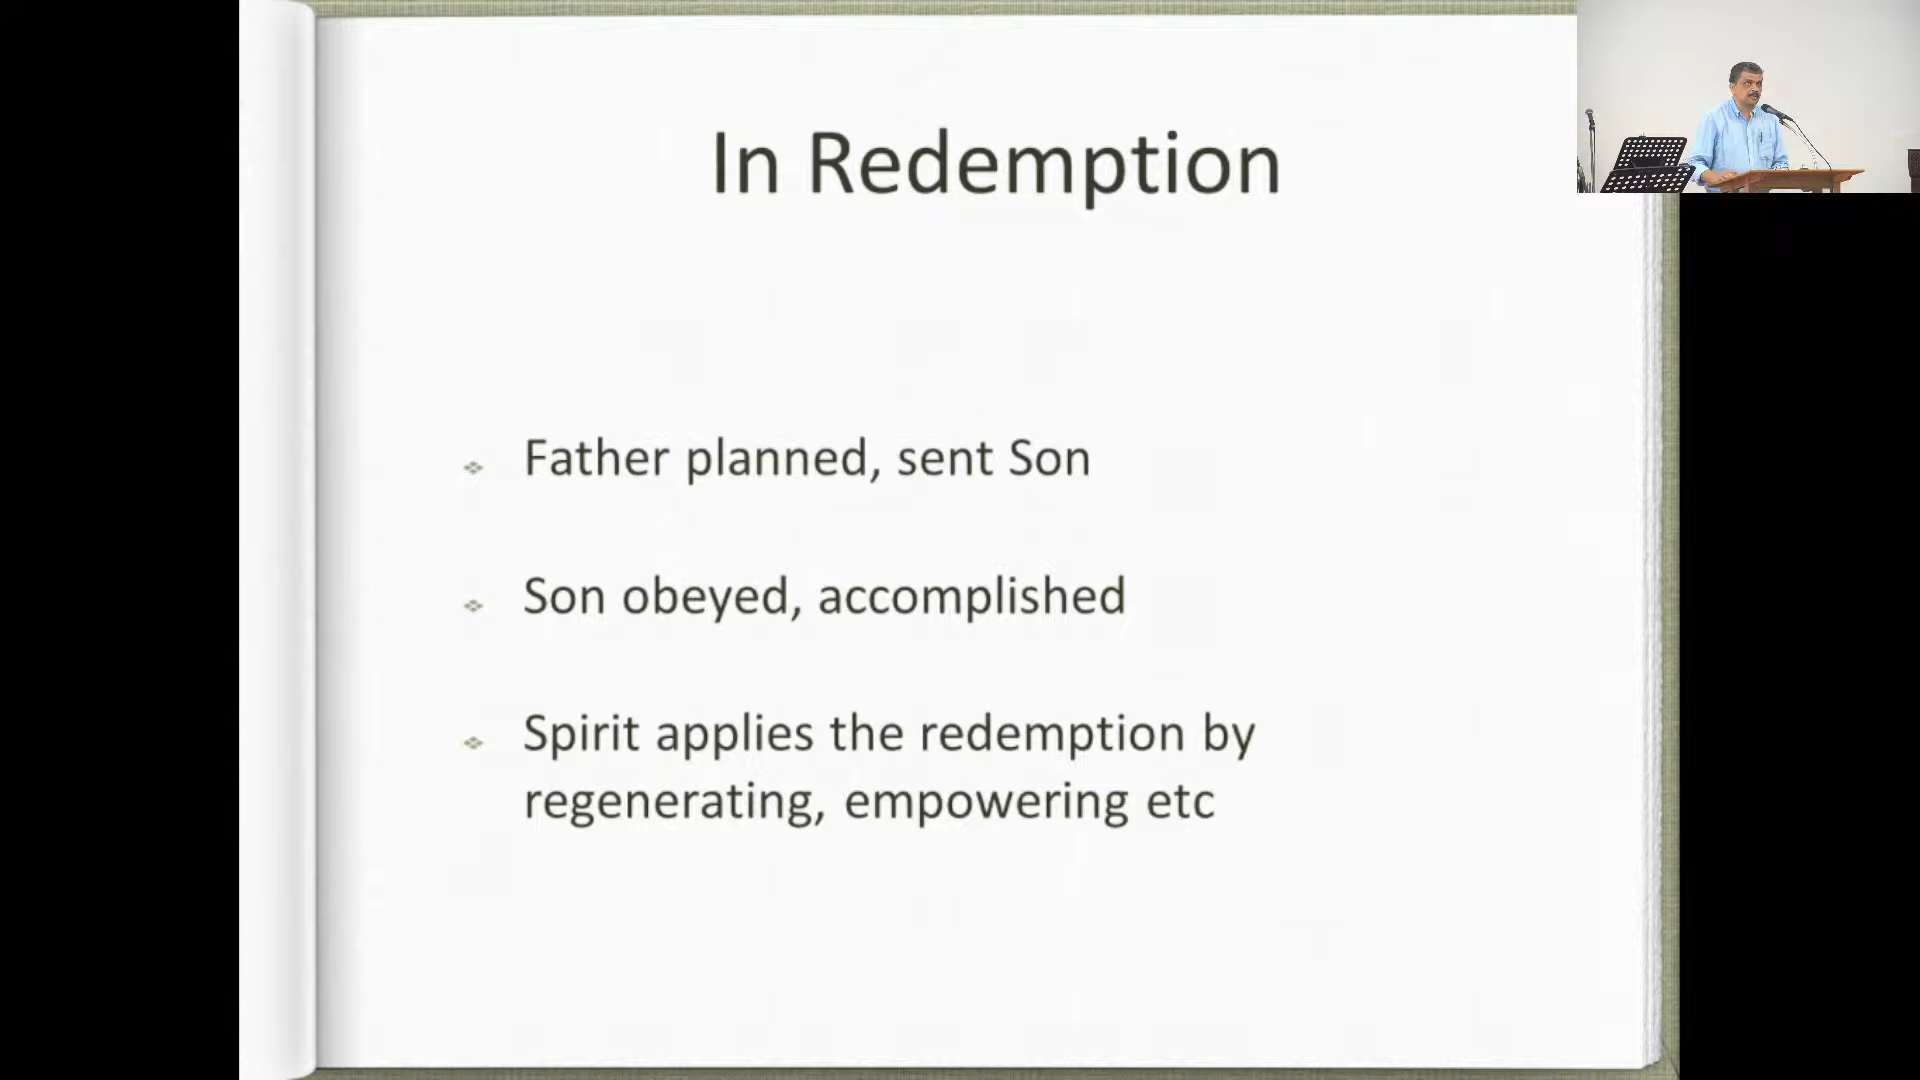 In Redemption
Father planned, sent Son
Son obeyed, accomplished
Spirit applies the redemption by
regenerating, empowering etc